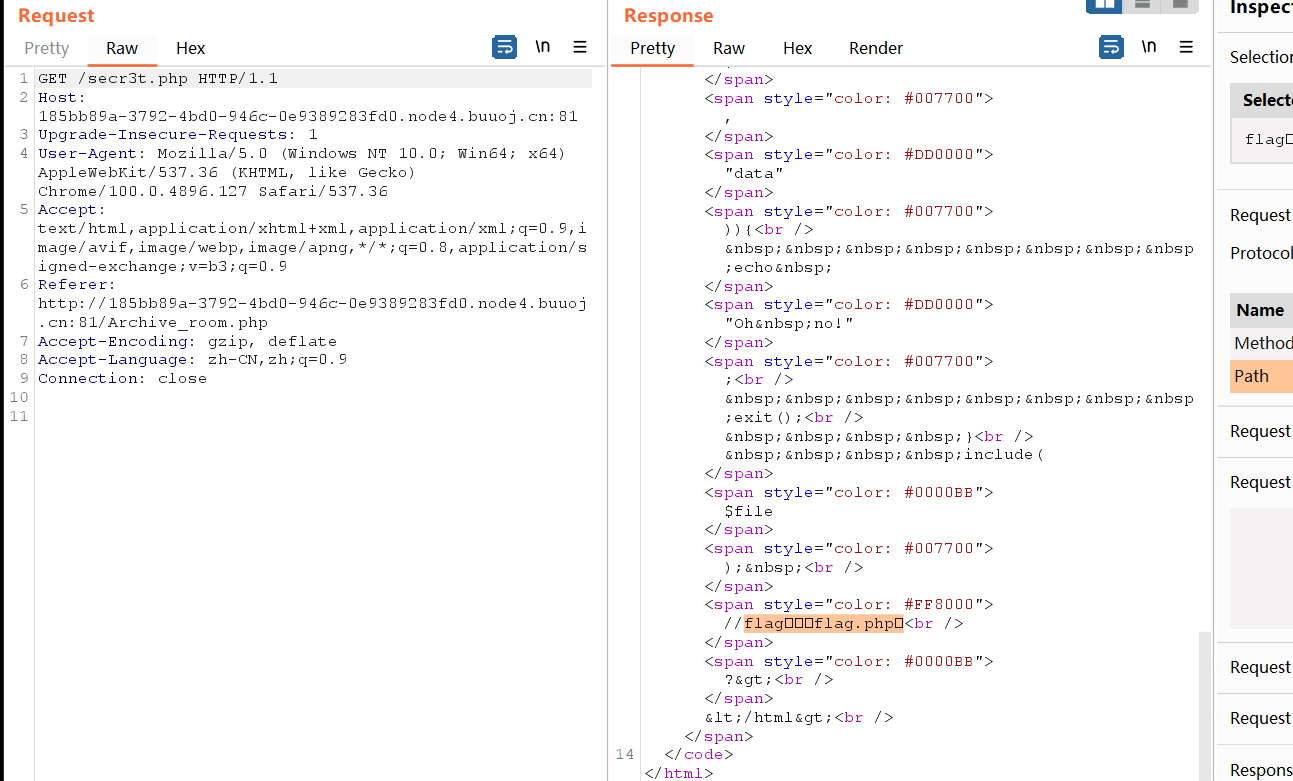 Request
Pretty Raw Hex \n
1 GET /secr3t.php HTTP/1.1
2 Host:
185bb89a-3792-4bd0-946c-0e9389283fd0.node4.buuoj.cn:81
3 Upgrade-Insecure-Requests: 1
4 User-Agent: Mozilla/5.0 (Windows NT 10.0; Win64; x64)
AppleWebKit/537.36 (KHTML, like Gecko)
Chrome/100.0.4896.127 Safari/537.36
5 Accept:
text/html,application/xhtml+xml,application/xml;q=0.9,i
mage/avif,image/webp,image/apng,*/*;q=0.8,application/s
igned-exchange;v=b3;q=0.9
6 Referer:
http://185bb89a-3792-4bd0-946c-0e9389283fd0.node4.buuoj
.cn:81/Archive_room.php
7 Accept-Encoding: gzip, deflate
8 Accept-Language: zh-CN,zh;q=0.9
9 Connection: close
10
11
Response
Pretty Raw Hex Render \n
</span>
<span style="color: #007700">
,
</span>
<span style="color: #DD0000">
"data"
</span>
<span style="color: #007700">
)){<br />
&nbsp;&nbsp;&nbsp;&nbsp;&nbsp;&nbsp;&nbsp;&nbsp
;echo&nbsp;
</span>
<span style="color: #DD0000">
"Oh&nbsp;no!"
</span>
<span style="color: #007700">
;<br />
&nbsp;&nbsp;&nbsp;&nbsp;&nbsp;&nbsp;&nbsp;&nbsp
;exit();<br />
&nbsp;&nbsp;&nbsp;&nbsp;}<br />
&nbsp;&nbsp;&nbsp;&nbsp;include(
</span>
<span style="color: #0000BB">
$file
</span>
<span style="color: #007700">
);&nbsp;<br />
</span>
<span style="color: #FF8000">
//flag□□□flag.php□<br />
</span>
<span style="color: #0000BB">
?&gt;<br />
</span>
&lt;/html&gt;<br />
</span>
14 </code>
</html>
Inspec
Selection
Selecte
flag□
Request
Protocol
Name
Method
Path
Request
Request
Request
Request
Respons